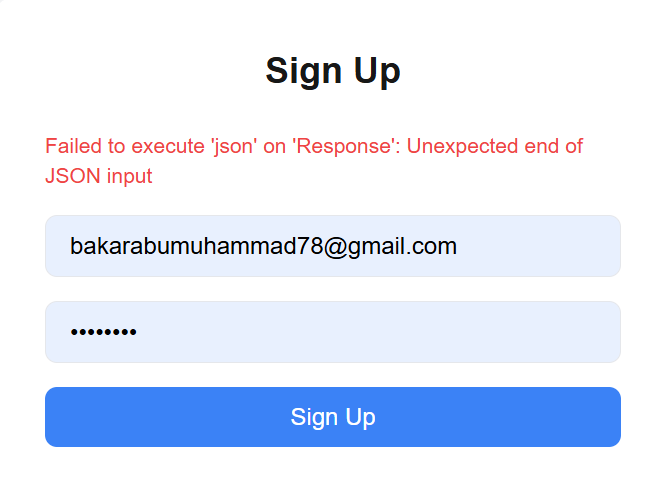 Sign Up
Failed to execute 'json' on 'Response': Unexpected end of
JSON input
bakarabumuhammad78@gmail.com
••••••••
Sign Up